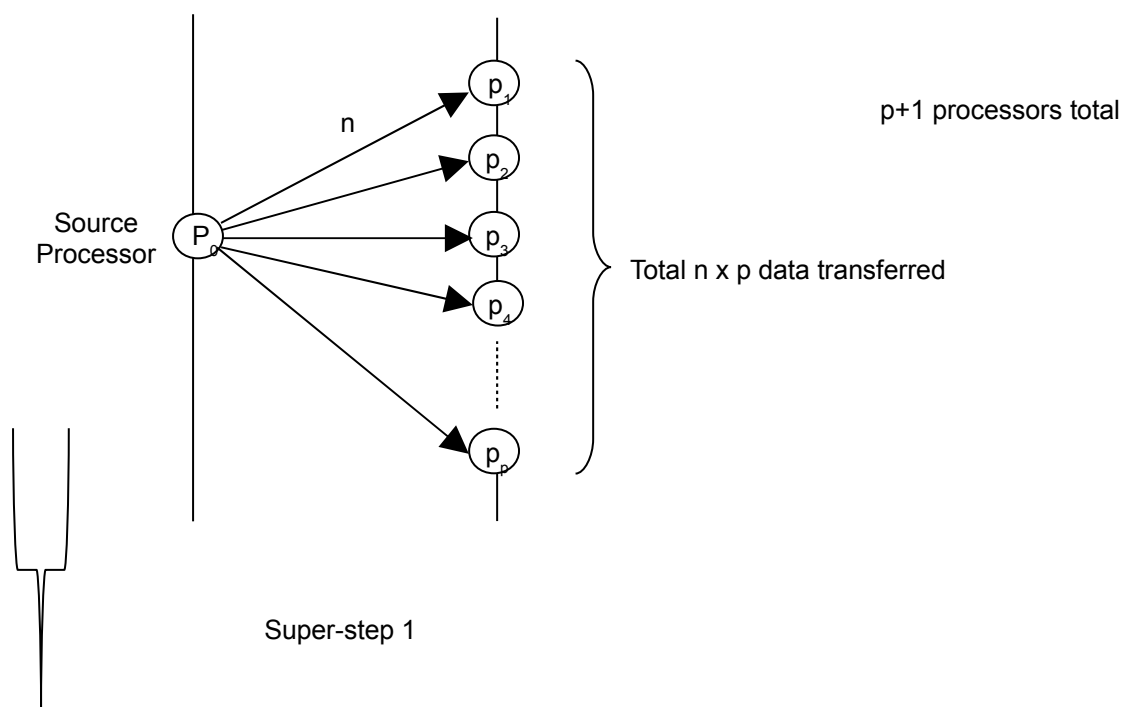 p1
p+1 processors total
n
p2
Source
Processor
P0
p3
Total n x p data transferred
p4
pp
Super-step 1